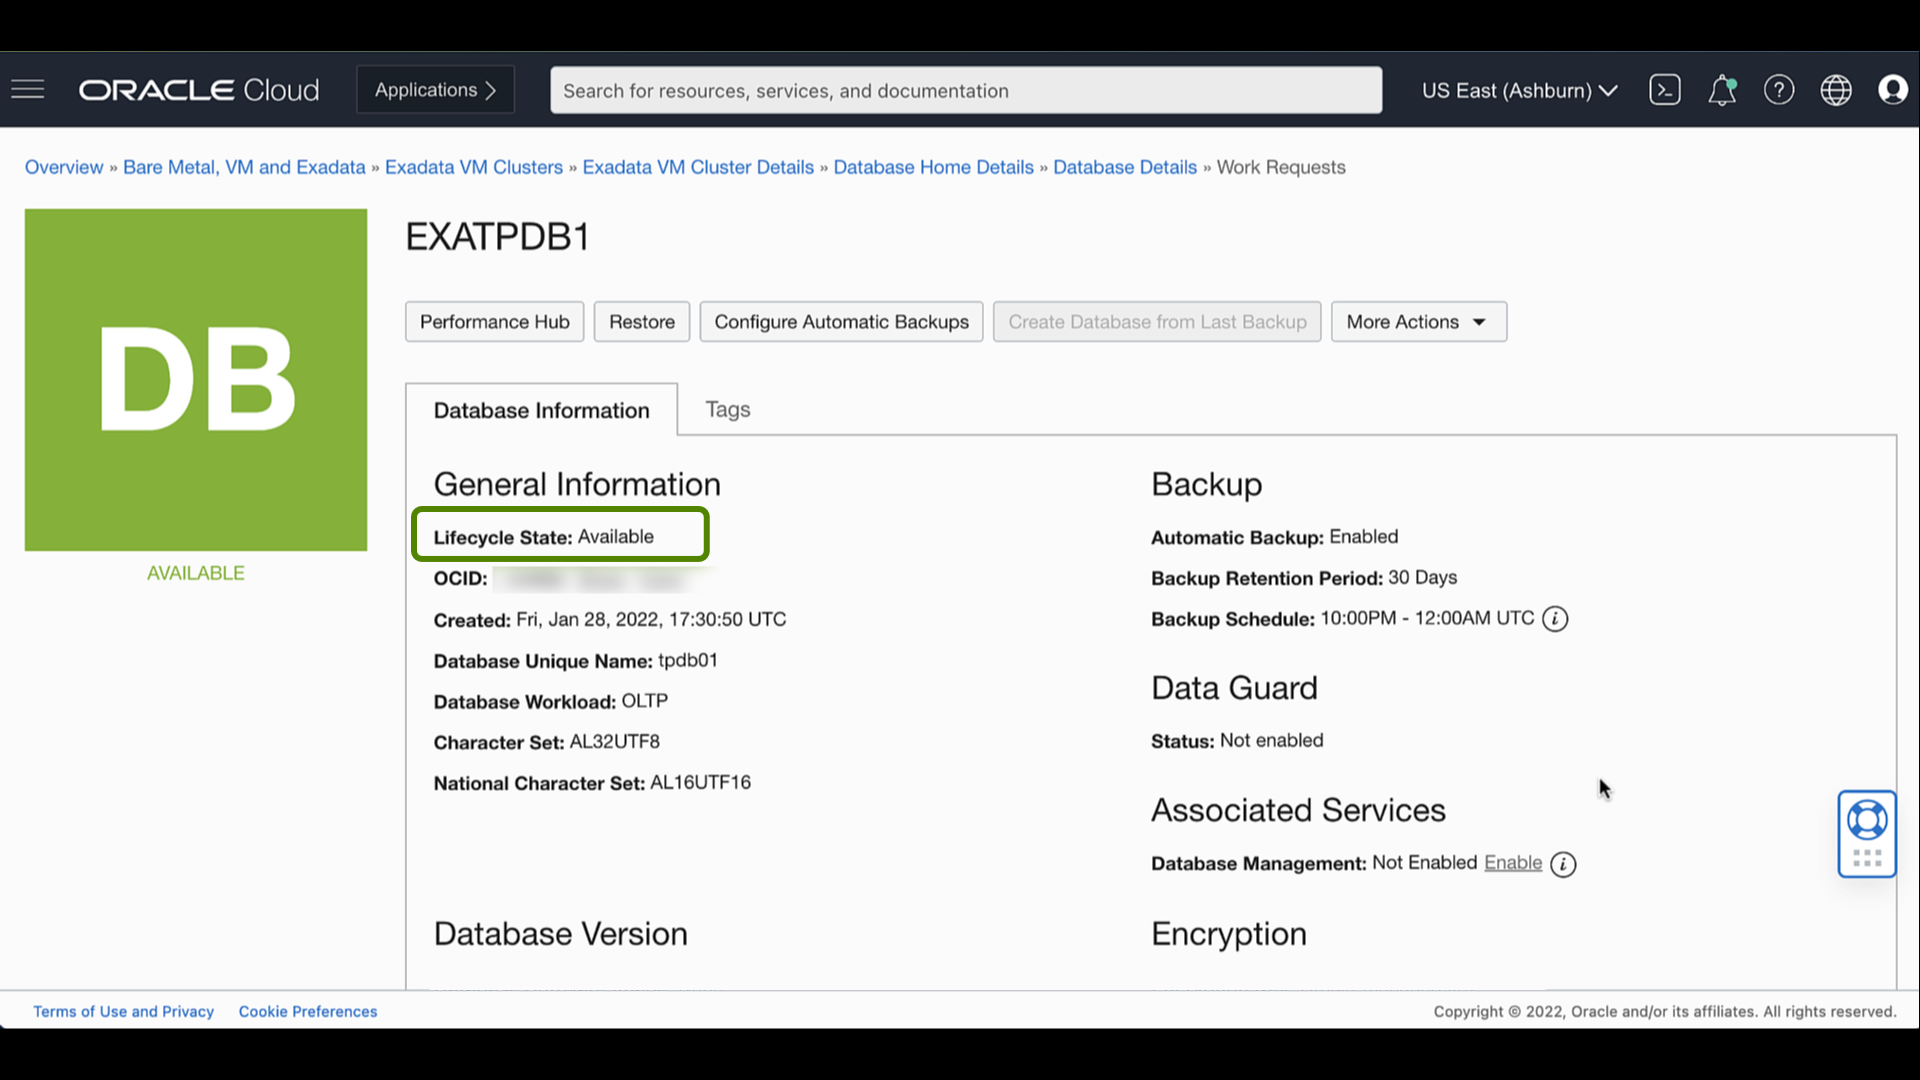 ORACLE Cloud
Applications
Search for resources, services, and documentation
US East (Ashburn)
Overview » Bare Metal, VM and Exadata » Exadata VM Clusters » Exadata VM Cluster Details » Database Home Details » Database Details » Work Requests
DB
AVAILABLE
EXATPDB1
Performance Hub
Restore
Configure Automatic Backups
Create Database from Last Backup
More Actions
Database Information
Tags
General Information
Lifecycle State: Available
OCID:
Created: Fri, Jan 28, 2022, 17:30:50 UTC
Database Unique Name: tpdb01
Database Workload: OLTP
Character Set: AL32UTF8
National Character Set: AL16UTF16
Database Version
Backup
Automatic Backup: Enabled
Backup Retention Period: 30 Days
Backup Schedule: 10:00PM - 12:00AM UTC
Data Guard
Status: Not enabled
Associated Services
Database Management: Not Enabled Enable
Encryption
Terms of Use and Privacy
Cookie Preferences
Copyright © 2022, Oracle and/or its affiliates. All rights reserved.